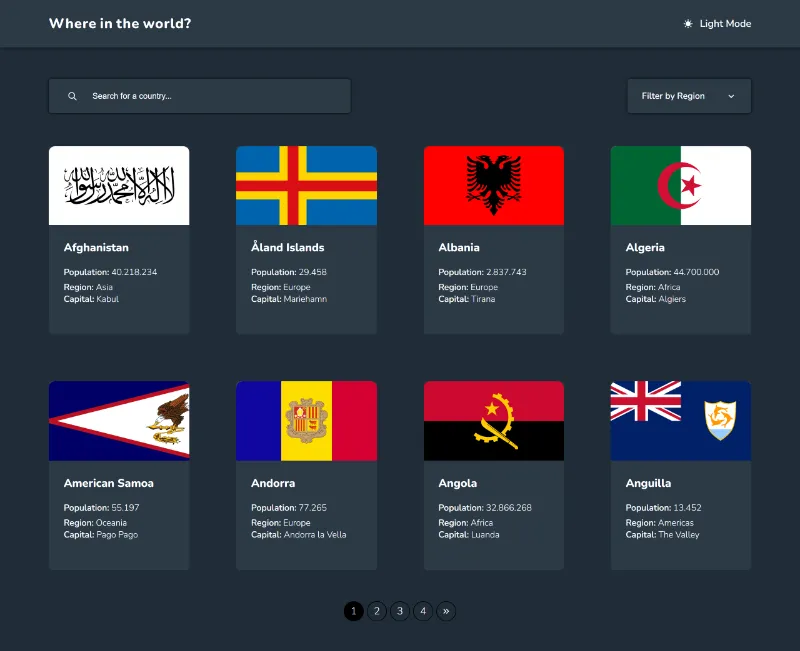 Where in the world?
Light Mode
Search for a country...
Filter by Region
لا إله إلا الله محمد رسول الله
Afghanistan
Population: 40.218.234
Region: Asia
Capital: Kabul
Åland Islands
Population: 29.458
Region: Europe
Capital: Mariehamn
Albania
Population: 2.837.743
Region: Europe
Capital: Tirana
Algeria
Population: 44.700.000
Region: Africa
Capital: Algiers
American Samoa
Population: 55.197
Region: Oceania
Capital: Pago Pago
Andorra
Population: 77.265
Region: Europe
Capital: Andorra la Vella
Angola
Population: 32.866.268
Region: Africa
Capital: Luanda
Anguilla
Population: 13.452
Region: Americas
Capital: The Valley
1 2 3 4 »